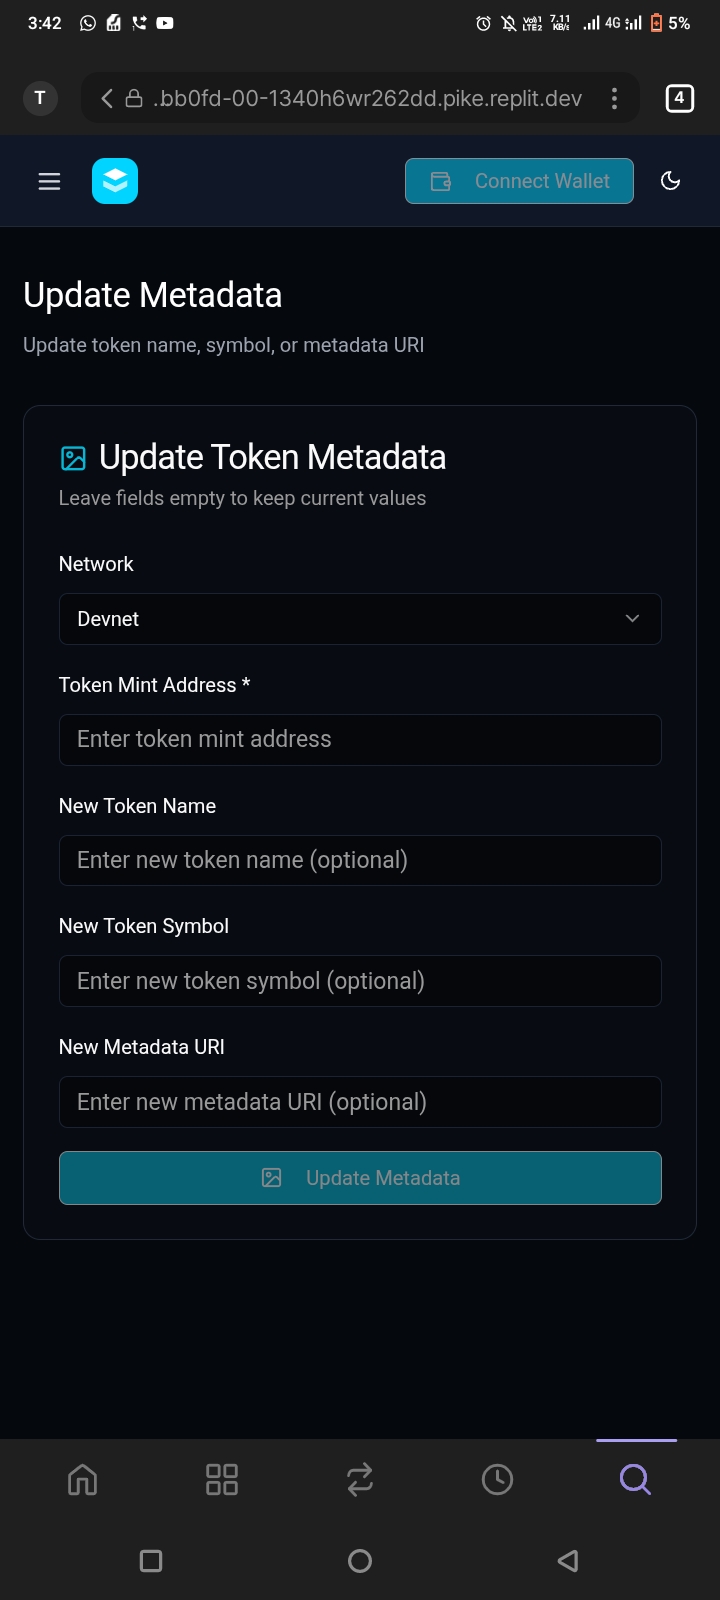 3:42
Vo) 1
LTE2
7.11
KB/s
4G
5%
T
.bb0fd-00-1340h6wr262dd.pike.replit.dev
4
Connect Wallet
Update Metadata
Update token name, symbol, or metadata URI
Update Token Metadata
Leave fields empty to keep current values
Network
Devnet
Token Mint Address *
Enter token mint address
New Token Name
Enter new token name (optional)
New Token Symbol
Enter new token symbol (optional)
New Metadata URI
Enter new metadata URI (optional)
Update Metadata